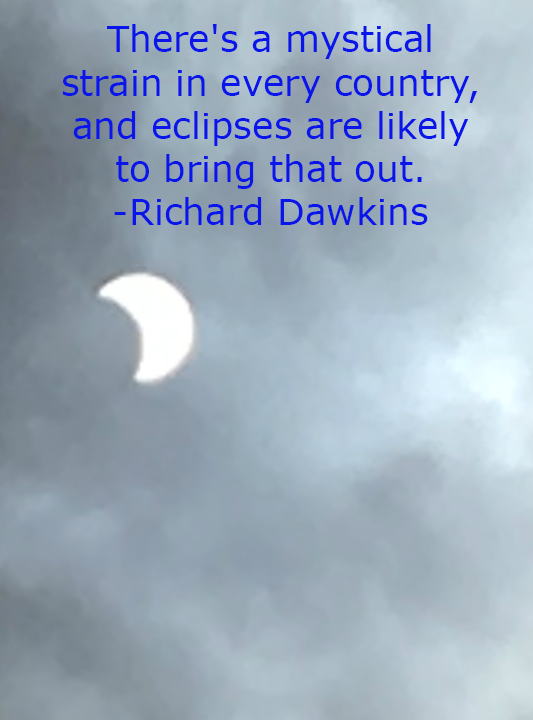 There's a mystical
strain in every country,
and eclipses are likely
to bring that out.
-Richard Dawkins